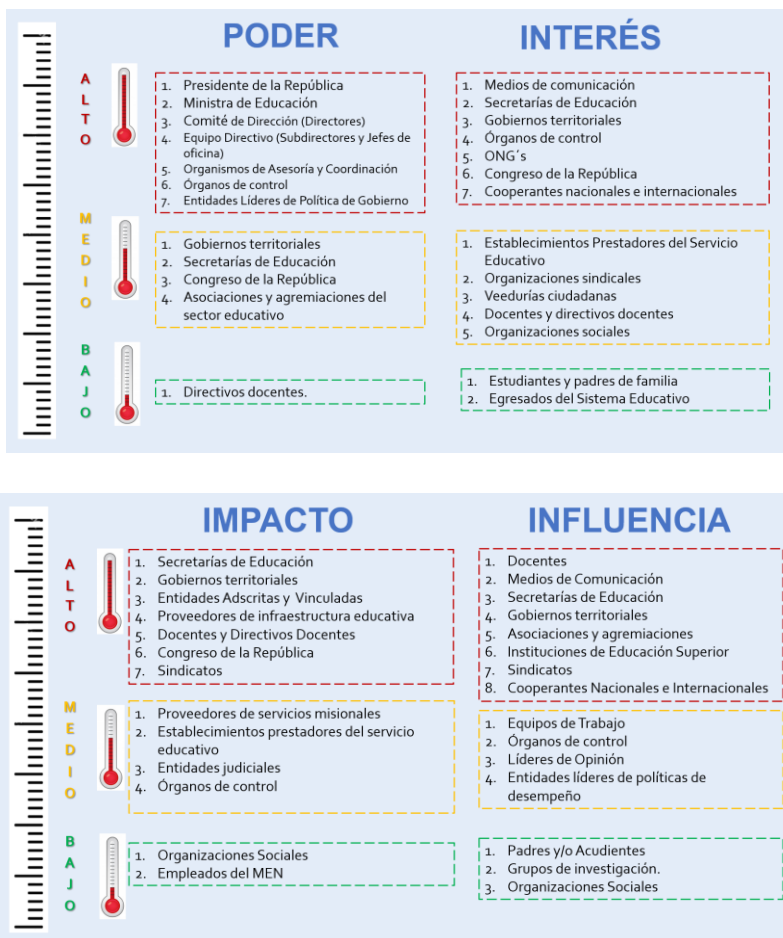 PODER
INTERÉS
ALTO
1. Presidente de la República
2. Ministra de Educación
3. Comité de Dirección (Directores)
4. Equipo Directivo (Subdirectores y Jefes de
oficina)
5. Organismos de Asesoría y Coordinación
6. Órganos de control
7. Entidades Líderes de Política de Gobierno
1. Medios de comunicación
2. Secretarías de Educación
3. Gobiernos territoriales
4. Órganos de control
5. ONG´s
6. Congreso de la República
7. Cooperantes nacionales e internacionales
MEDIO
1. Gobiernos territoriales
2. Secretarías de Educación
3. Congreso de la República
4. Asociaciones y agremiaciones del
sector educativo
1. Establecimientos Prestadores del Servicio
Educativo
2. Organizaciones sindicales
3. Veedurías ciudadanas
4. Docentes y directivos docentes
5. Organizaciones sociales
BAJO
1. Directivos docentes.
1. Estudiantes y padres de familia
2. Egresados del Sistema Educativo
IMPACTO
INFLUENCIA
ALTO
1. Secretarías de Educación
2. Gobiernos territoriales
3. Entidades Adscritas y Vinculadas
4. Proveedores de infraestructura educativa
5. Docentes y Directivos Docentes
6. Congreso de la República
7. Sindicatos
1. Docentes
2. Medios de Comunicación
3. Secretarías de Educación
4. Gobiernos territoriales
5. Asociaciones y agremiaciones
6. Instituciones de Educación Superior
7. Sindicatos
8. Cooperantes Nacionales e Internacionales
MEDIO
1. Proveedores de servicios misionales
2. Establecimientos prestadores del servicio
educativo
3. Entidades judiciales
4. Órganos de control
1. Equipos de Trabajo
2. Órganos de control
3. Líderes de Opinión
4. Entidades líderes de políticas de
desempeño
BAJO
1. Organizaciones Sociales
2. Empleados del MEN
1. Padres y/o Acudientes
2. Grupos de investigación.
3. Organizaciones Sociales